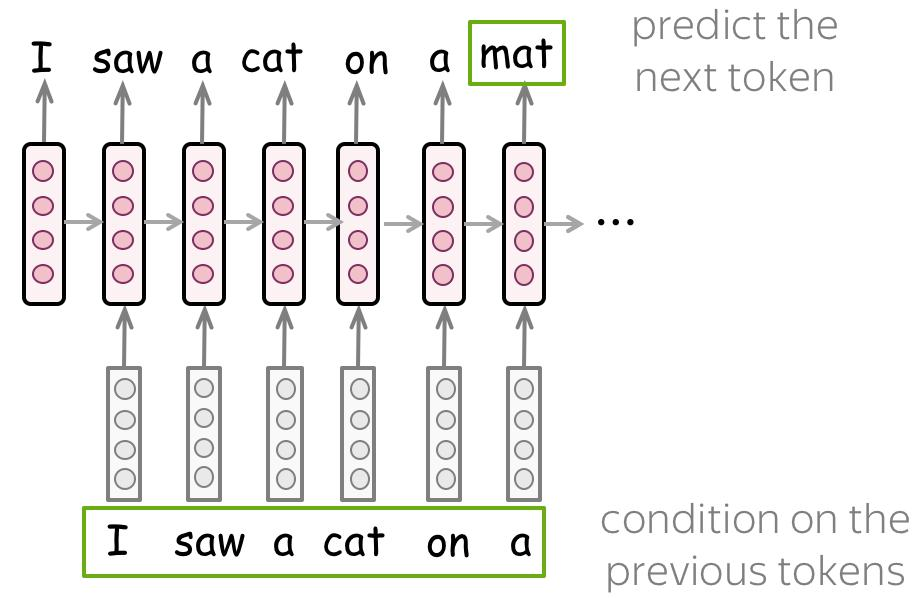 I saw a cat on a mat
predict the
next token
...
I saw a cat on a
condition on the
previous tokens